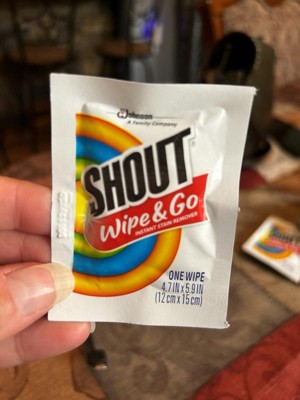 Johnson
A Family Company
SHOUT
Wipe & Go
INSTANT STAIN REMOVER
ONE WIPE
4.7 IN x 5.9 IN
(12 cm x 15 cm)
SHOUT